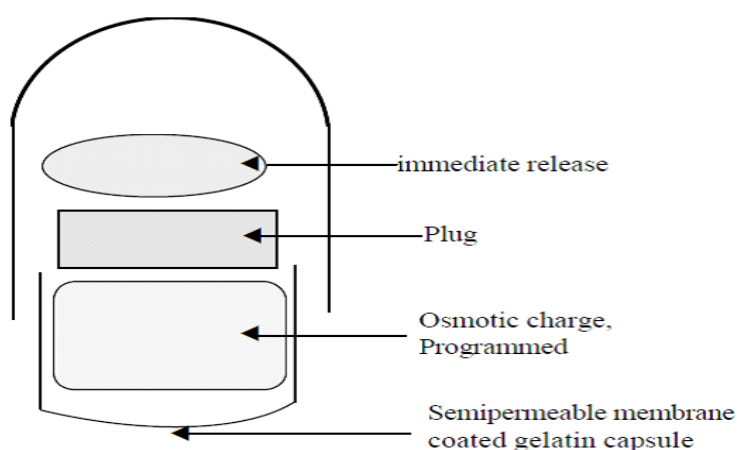 immediate release
Plug
Osmotic charge,
Programmed
Semipermeable membrane
coated gelatin capsule